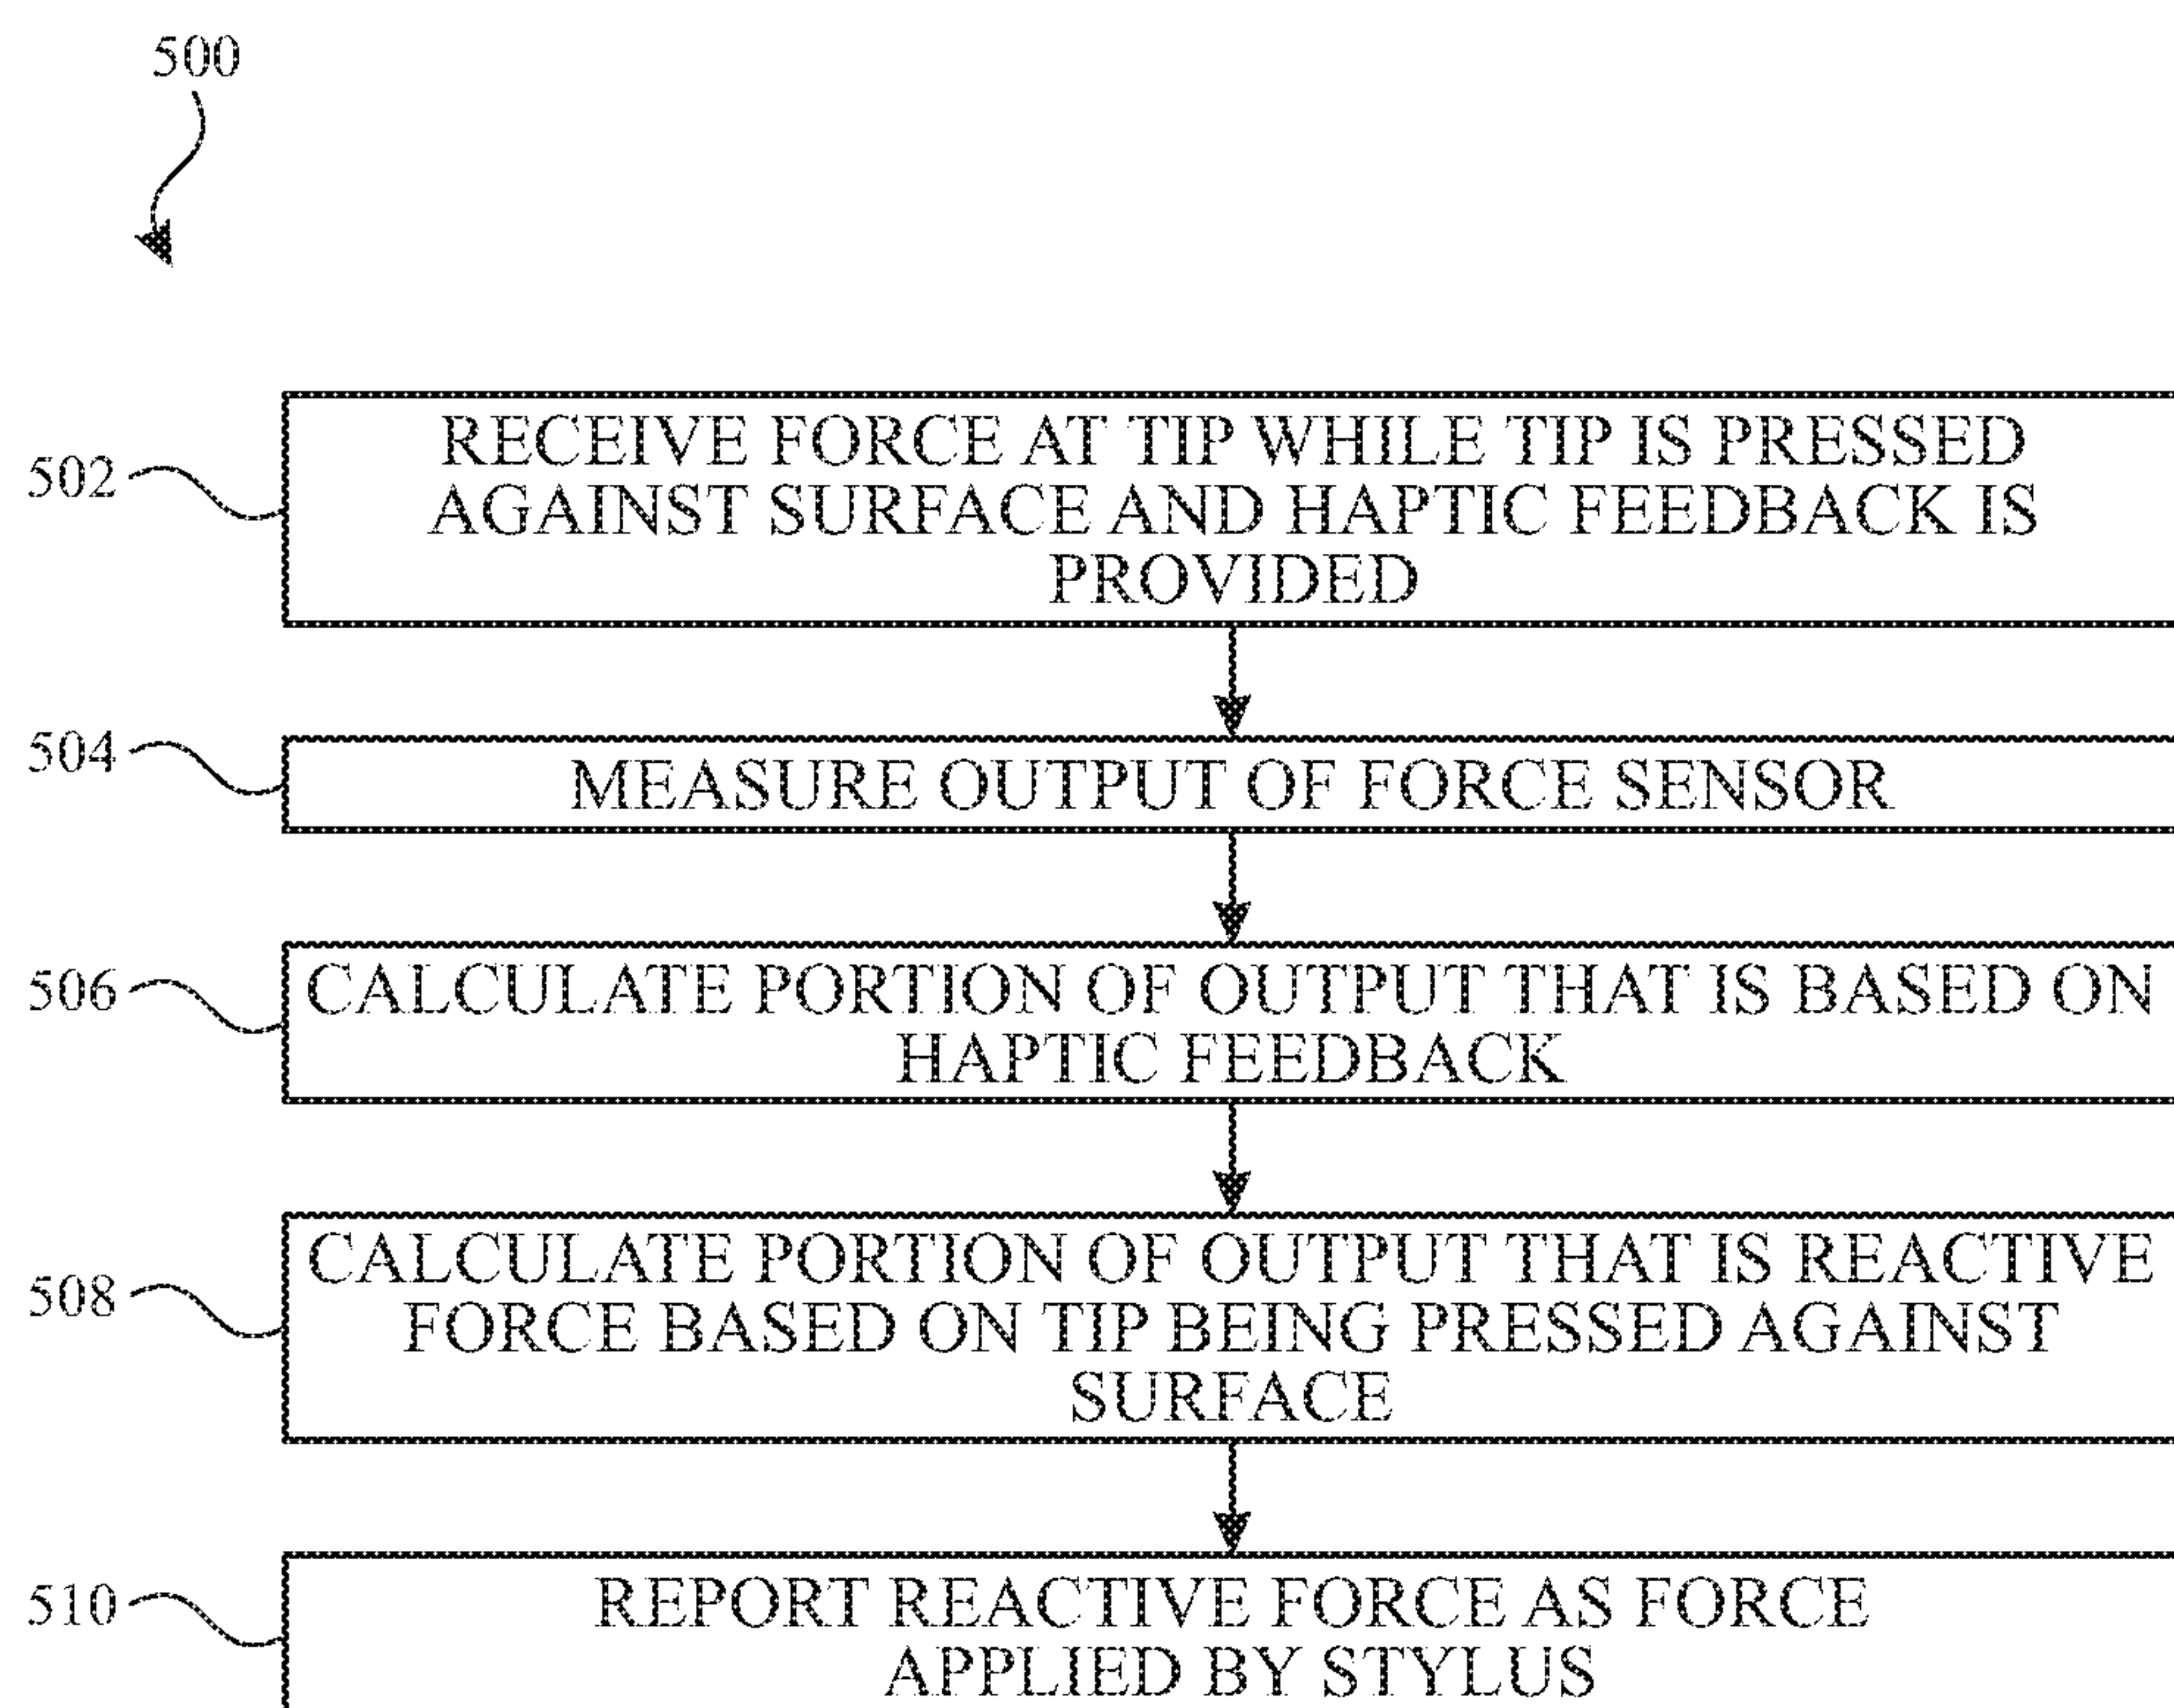 500
502
RECEIVE FORCE AT TIP WHILE TIP IS PRESSED
AGAINST SURFACE AND HAPTIC FEEDBACK IS
PROVIDED
504
MEASURE OUTPUT OF FORCE SENSOR
506
CALCULATE PORTION OF OUTPUT THAT IS BASED ON
HAPTIC FEEDBACK
508
CALCULATE PORTION OF OUTPUT THAT IS REACTIVE
FORCE BASED ON TIP BEING PRESSED AGAINST
SURFACE
510
REPORT REACTIVE FORCE AS FORCE
APPLIED BY STYLUS